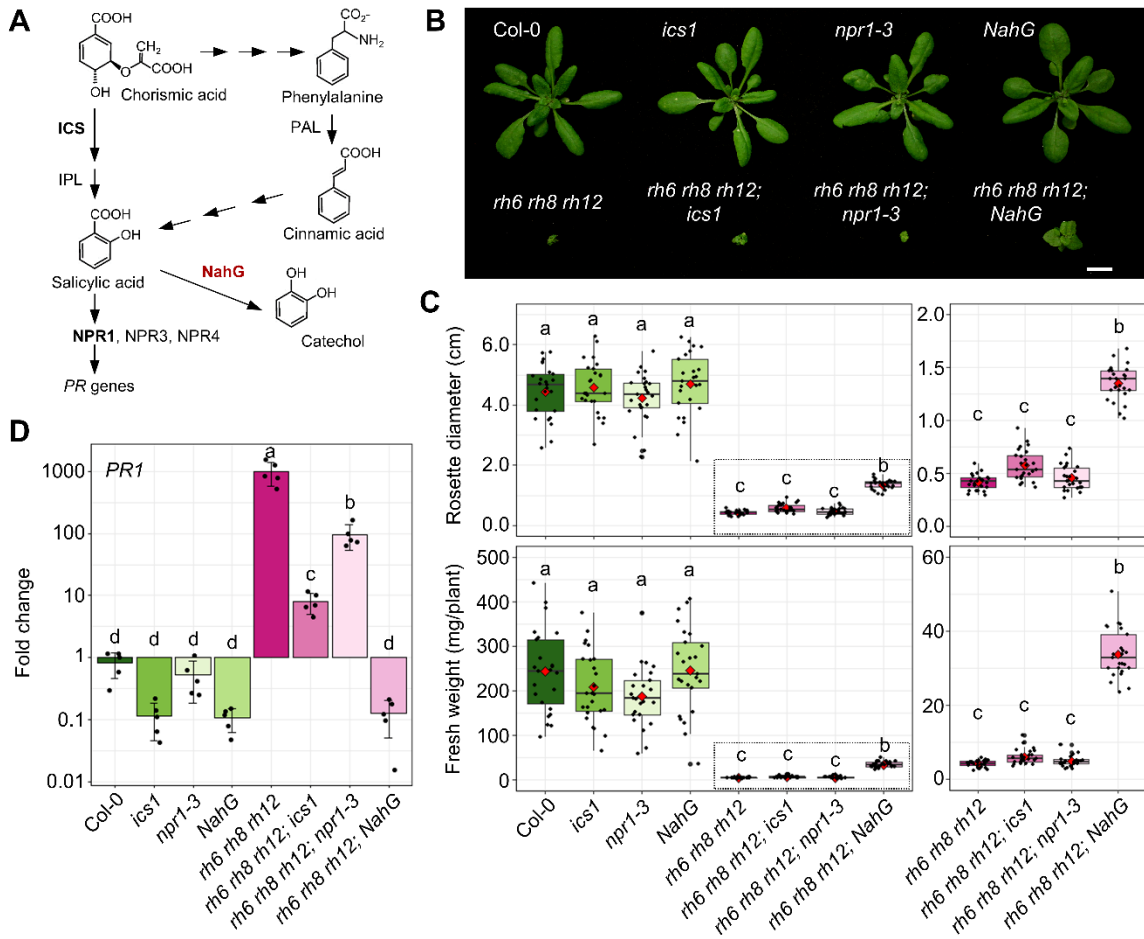 A
COOH
CH2
O
COOH
OH
Chorismic acid
CO2−
NH2
Phenylalanine
ICS
PAL
IPL
COOH
Cinnamic acid
COOH
OH
Salicylic acid
NahG
OH
OH
Catechol
NPR1, NPR3, NPR4
PR genes
B
Col-0 ics1 npr1-3 NahG
rh6 rh8 rh12
rh6 rh8 rh12;
ics1
rh6 rh8 rh12;
npr1-3
rh6 rh8 rh12;
NahG
C
Rosette diameter (cm)
6.0
4.0
2.0
0.0
a a a a c c c b
2.0
1.5
1.0
0.5
0.0
c c c b
Fresh weight (mg/plant)
500
400
300
200
100
0
a a a a c c c b
60
40
20
0
c c c b
Col-0
ics1
npr1-3
NahG
rh6 rh8 rh12
rh6 rh8 rh12; ics1
rh6 rh8 rh12; npr1-3
rh6 rh8 rh12; NahG
rh6 rh8 rh12
rh6 rh8 rh12; ics1
rh6 rh8 rh12; npr1-3
rh6 rh8 rh12; NahG
D
PR1
Fold change
1000
100
10
1
0.1
0.01
d d d d a c b d
Col-0
ics1
npr1-3
NahG
rh6 rh8 rh12
rh6 rh8 rh12; ics1
rh6 rh8 rh12; npr1-3
rh6 rh8 rh12; NahG